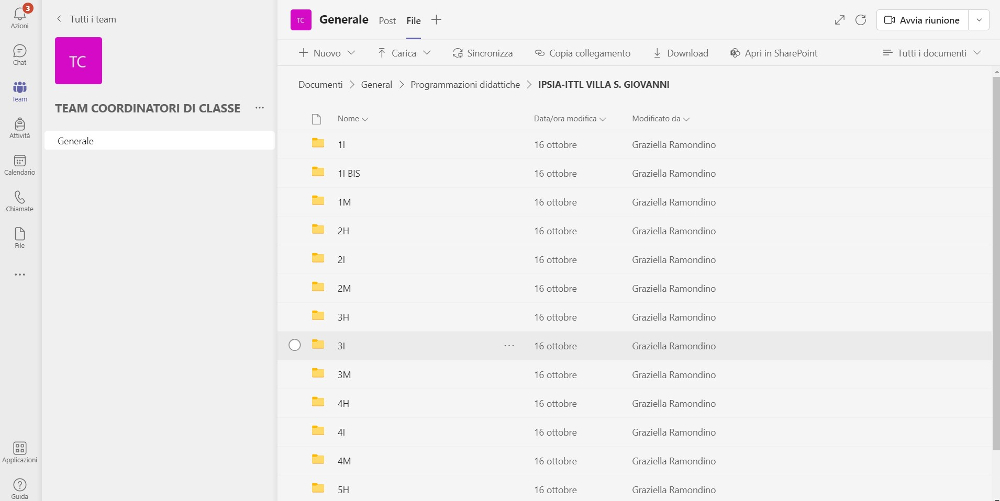 3
Azioni
Chat
Team
Attività
Calendario
Chiamate
File
Applicazioni
Guida
Tutti i team
TC
TEAM COORDINATORI DI CLASSE
Generale
TC Generale Post File Avvia riunione
Nuovo Carica Sincronizza Copia collegamento Download Apri in SharePoint Tutti i documenti
Documenti > General > Programmazioni didattiche > IPSIA-ITTL VILLA S. GIOVANNI
Nome Data/ora modifica Modificato da
1I 16 ottobre Graziella Ramondino
1I BIS 16 ottobre Graziella Ramondino
1M 16 ottobre Graziella Ramondino
2H 16 ottobre Graziella Ramondino
2I 16 ottobre Graziella Ramondino
2M 16 ottobre Graziella Ramondino
3H 16 ottobre Graziella Ramondino
3I 16 ottobre Graziella Ramondino
3M 16 ottobre Graziella Ramondino
4H 16 ottobre Graziella Ramondino
4I 16 ottobre Graziella Ramondino
4M 16 ottobre Graziella Ramondino
5H 16 ottobre Graziella Ramondino